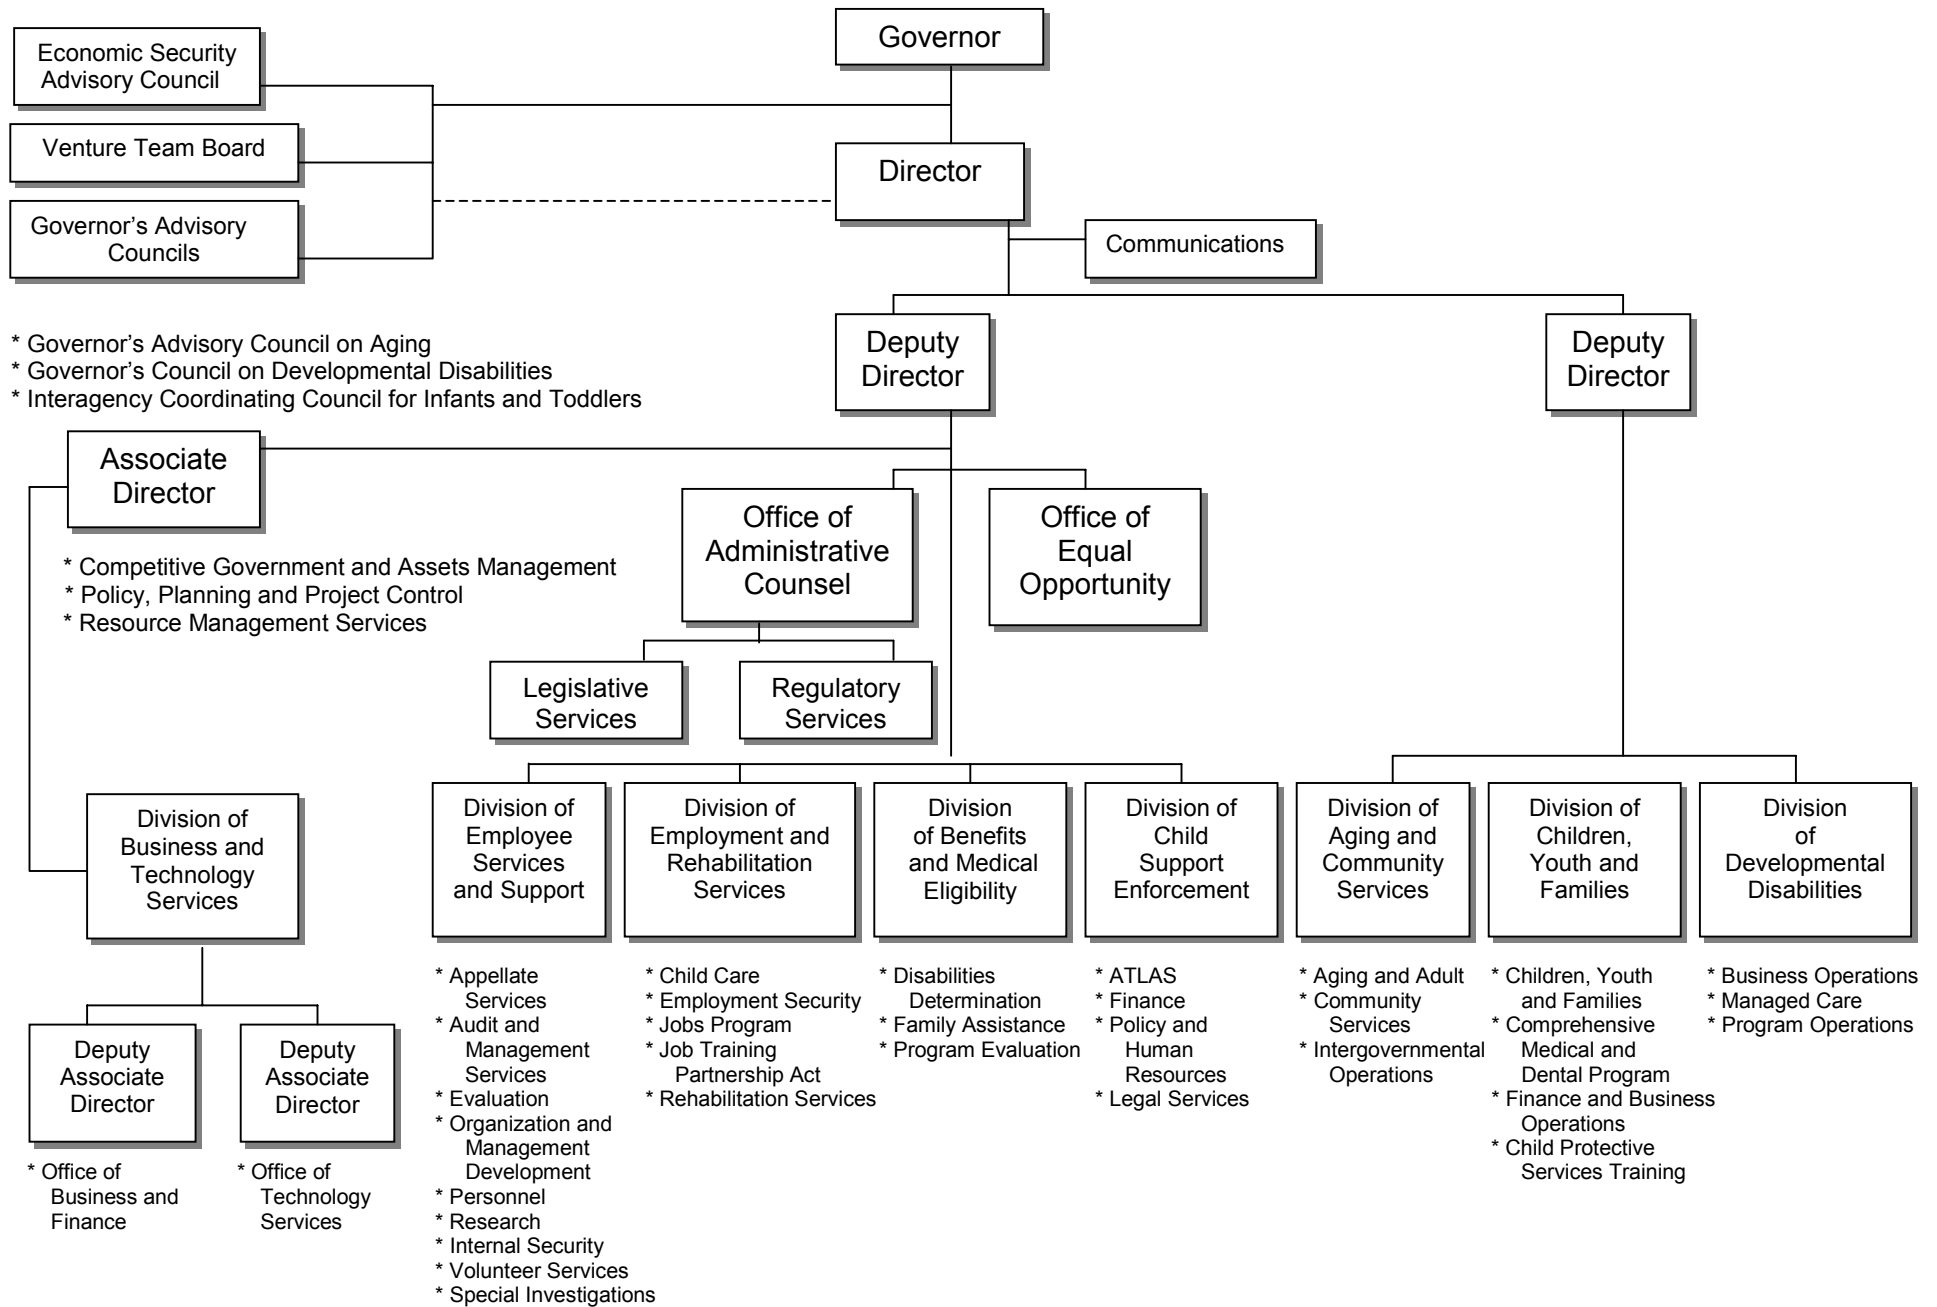 Governor
Economic Security
Advisory Council
Venture Team Board
Director
Governor's Advisory
Councils
Communications
* Governor's Advisory Council on Aging
* Governor's Council on Developmental Disabilities
* Interagency Coordinating Council for Infants and Toddlers
Deputy
Director
Deputy
Director
Associate
Director
* Competitive Government and Assets Management
* Policy, Planning and Project Control
* Resource Management Services
Office of
Administrative
Counsel
Office of
Equal
Opportunity
Legislative
Services
Regulatory
Services
Division of
Business and
Technology
Services
Deputy
Associate
Director
* Office of
Business and
Finance
Deputy
Associate
Director
* Office of
Technology
Services
Division of
Employee
Services
and Support
* Appellate
Services
* Audit and
Management
Services
* Evaluation
* Organization and
Management
Development
* Personnel
* Research
* Internal Security
* Volunteer Services
* Special Investigations
Division of
Employment and
Rehabilitation
Services
* Child Care
* Employment Security
* Jobs Program
* Job Training
Partnership Act
* Rehabilitation Services
Division
of Benefits
and Medical
Eligibility
* Disabilities
Determination
* Family Assistance
* Program Evaluation
Division of
Child
Support
Enforcement
* ATLAS
* Finance
* Policy and
Human
Resources
* Legal Services
Division of
Aging and
Community
Services
* Aging and Adult
* Community
Services
* Intergovernmental
Operations
Division of
Children,
Youth and
Families
* Children, Youth
and Families
* Comprehensive
Medical and
Dental Program
* Finance and Business
Operations
* Child Protective
Services Training
Division
of
Developmental
Disabilities
* Business Operations
* Managed Care
* Program Operations